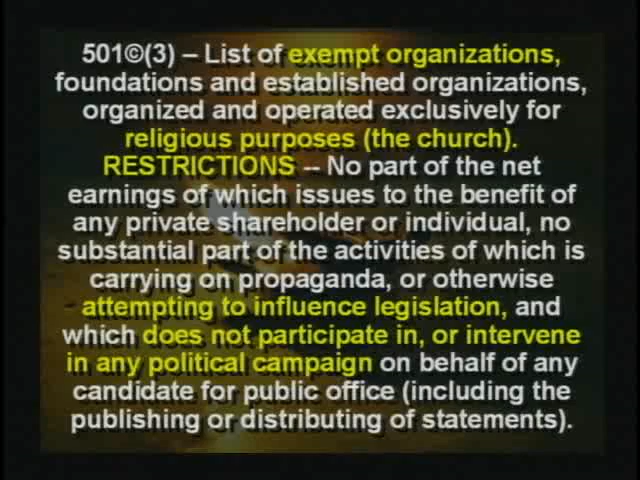 501©(3) – List of exempt organizations,
foundations and established organizations,
organized and operated exclusively for
religious purposes (the church).
RESTRICTIONS -- No part of the net
earnings of which issues to the benefit of
any private shareholder or individual, no
substantial part of the activities of which is
carrying on propaganda, or otherwise
attempting to influence legislation, and
which does not participate in, or intervene
in any political campaign on behalf of any
candidate for public office (including the
publishing or distributing of statements).